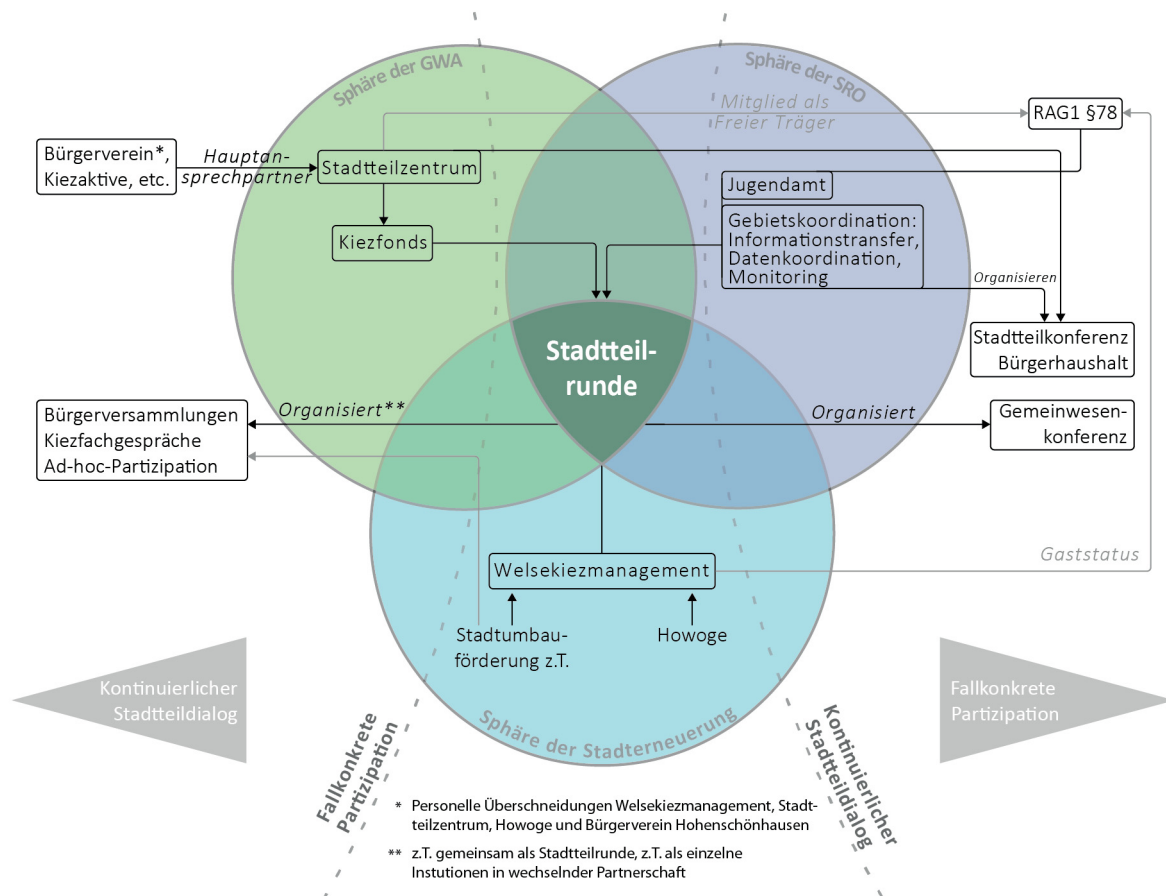 Sphäre der GWA
Sphäre der SRO
Mitglied als
Freier Träger
RAG1 §78
Bürgerverein*,
Kiezaktive, etc.
Hauptan-
sprechpartner
Stadtteilzentrum
Jugendamt
Kiezfonds
Gebietskoordination:
Informationstransfer,
Datenkoordination,
Monitoring
Organisieren
Stadtteilkonferenz
Bürgerhaushalt
Stadtteil-
runde
Bürgerversammlungen
Kiezfachgespräche
Ad-hoc-Partizipation
Organisiert**
Organisiert
Gemeinwesen-
konferenz
Welsekiezmanagement
Gaststatus
Stadtumbau-
förderung z.T.
Howoge
Kontinuierlicher
Stadtteildialog
Fallkonkrete
Partizipation
Sphäre der Stadterneuerung
Fallkonkrete
Partizipation
Kontinuierlicher
Stadtteildialog
* Personelle Überschneidungen Welsekiezmanagement, Stadt-
teilzentrum, Howoge und Bürgerverein Hohenschönhausen
** z.T. gemeinsam als Stadtteilrunde, z.T. als einzelne
Instutionen in wechselnder Partnerschaft